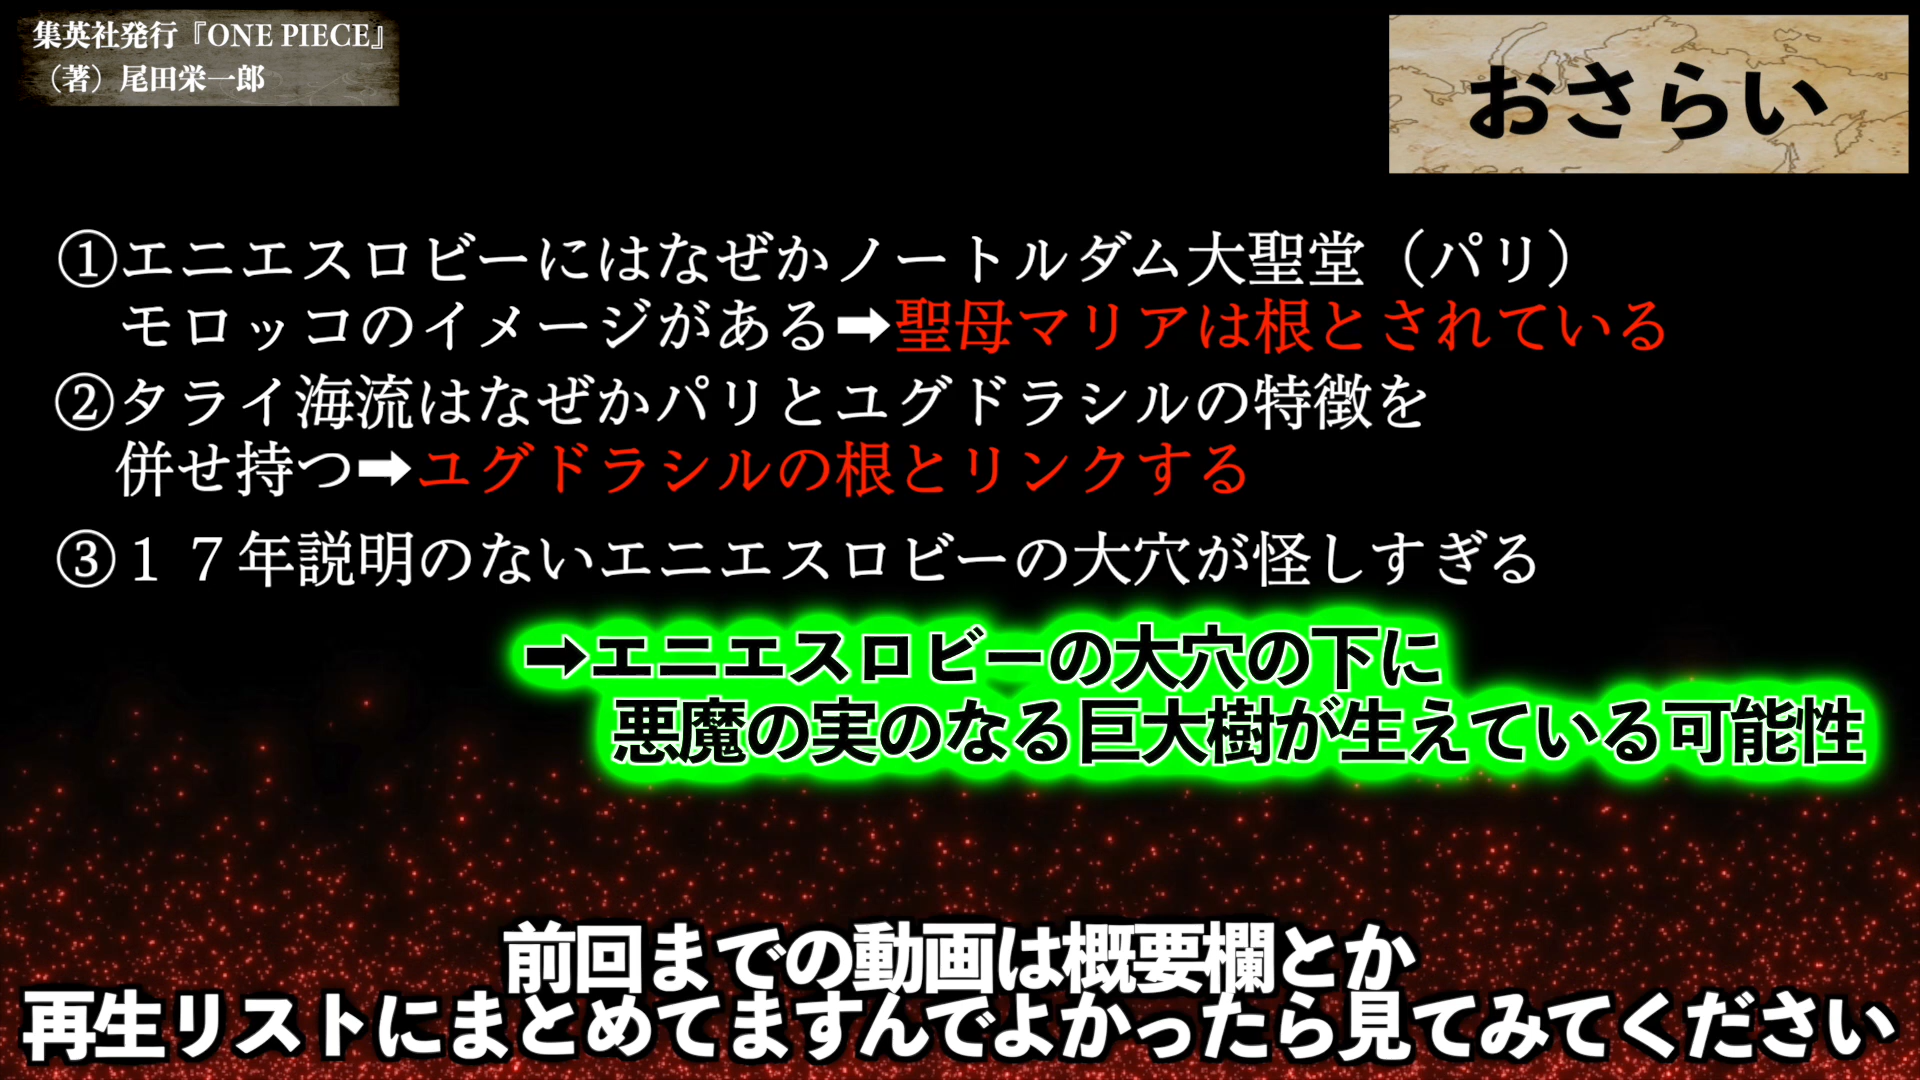 集英社発行『ONE PIECE』
（著）尾田栄一郎
おさらい
①エニエスロビーにはなぜかノートルダム大聖堂（パリ）
モロッコのイメージがある➡聖母マリアは根とされている
②タライ海流はなぜかパリとユグドラシルの特徴を
併せ持つ➡ユグドラシルの根とリンクする
③１７年説明のないエニエスロビーの大穴が怪しすぎる
➡エニエスロビーの大穴の下に
悪魔の実のなる巨大樹が生えている可能性
前回までの動画は概要欄とか
再生リストにまとめてますんでよかったら見てみてください